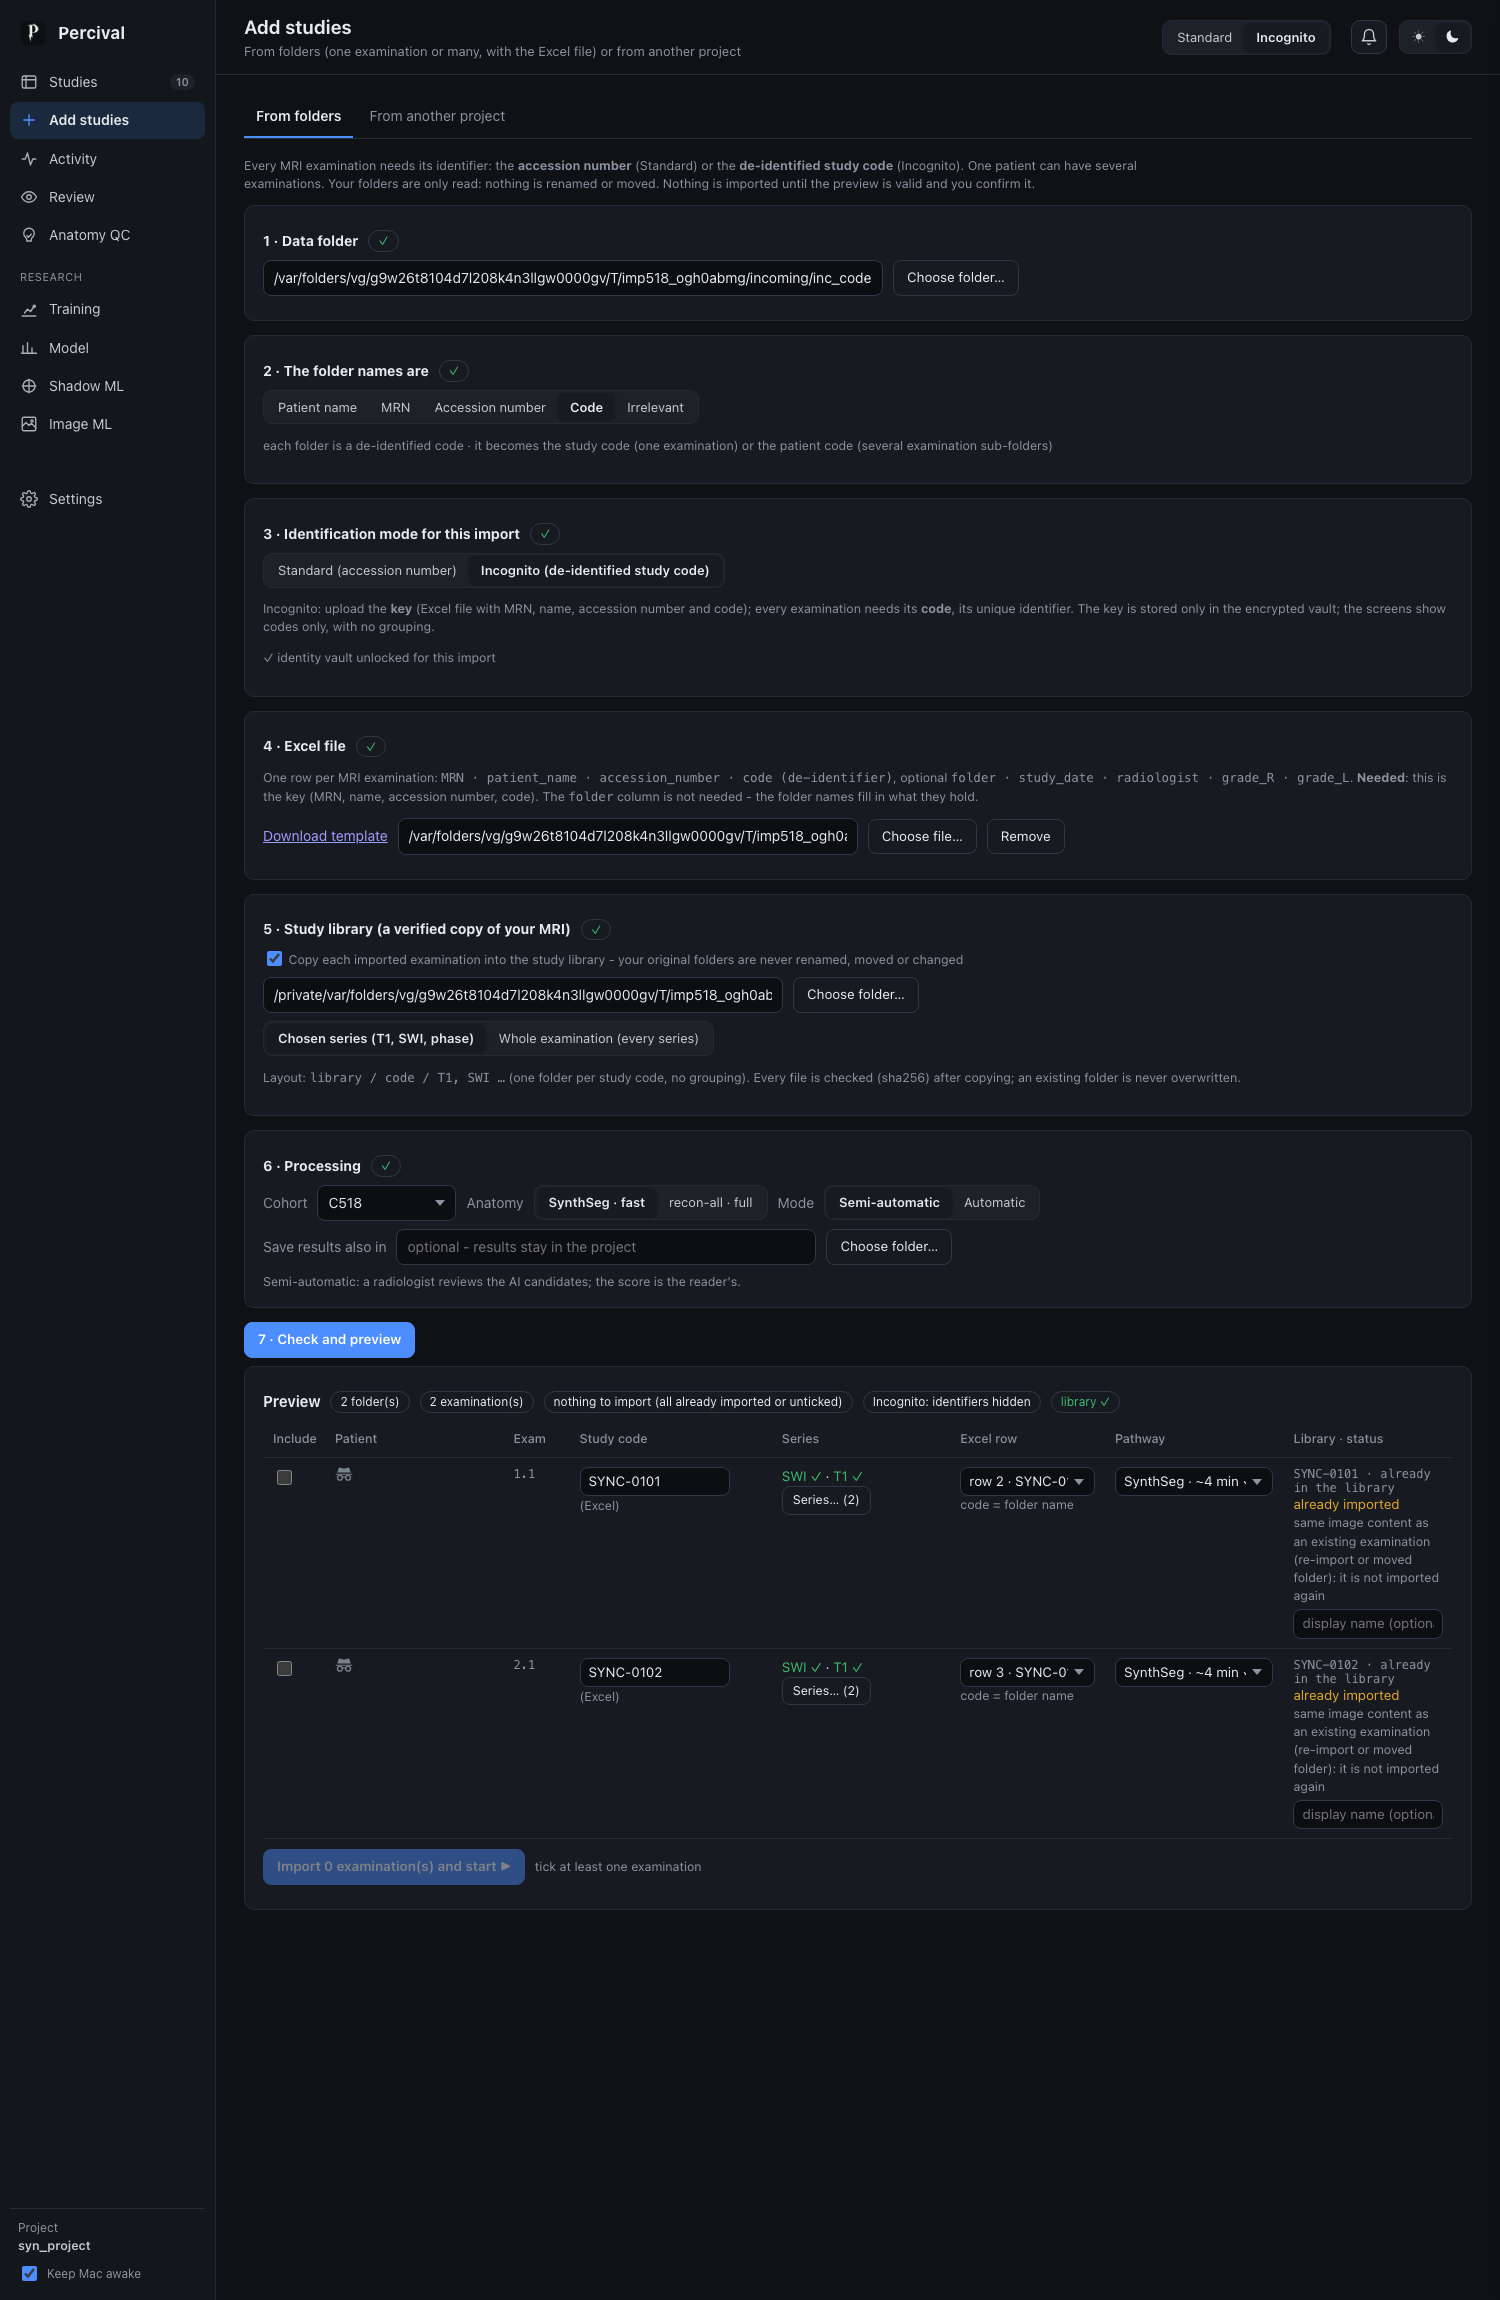 Percival
Studies 10
Add studies
Activity
Review
Anatomy QC
RESEARCH
Training
Model
Shadow ML
Image ML
Settings
Project
syn_project
Keep Mac awake
Add studies
From folders (one examination or many, with the Excel file) or from another project
Standard Incognito
From folders From another project
Every MRI examination needs its identifier: the accession number (Standard) or the de-identified study code (Incognito). One patient can have several
examinations. Your folders are only read: nothing is renamed or moved. Nothing is imported until the preview is valid and you confirm it.
1 · Data folder ✓
/var/folders/vg/g9w26t8104d7l208k4n3llgw0000gv/T/imp518_ogh0abmg/incoming/inc_code Choose folder...
2 · The folder names are ✓
Patient name MRN Accession number Code Irrelevant
each folder is a de-identified code · it becomes the study code (one examination) or the patient code (several examination sub-folders)
3 · Identification mode for this import ✓
Standard (accession number) Incognito (de-identified study code)
Incognito: upload the key (Excel file with MRN, name, accession number and code); every examination needs its code, its unique identifier. The key is stored only in the encrypted vault; the screens show
codes only, with no grouping.
✓ identity vault unlocked for this import
4 · Excel file ✓
One row per MRI examination: MRN · patient_name · accession_number · code (de-identifier), optional folder · study_date · radiologist · grade_R · grade_L. Needed: this is
the key (MRN, name, accession number, code). The folder column is not needed - the folder names fill in what they hold.
Download template /var/folders/vg/g9w26t8104d7l208k4n3llgw0000gv/T/imp518_ogh0a Choose file... Remove
5 · Study library (a verified copy of your MRI) ✓
Copy each imported examination into the study library - your original folders are never renamed, moved or changed
/private/var/folders/vg/g9w26t8104d7l208k4n3llgw0000gv/T/imp518_ogh0ab Choose folder...
Chosen series (T1, SWI, phase) Whole examination (every series)
Layout: library / code / T1, SWI … (one folder per study code, no grouping). Every file is checked (sha256) after copying; an existing folder is never overwritten.
6 · Processing ✓
Cohort C518 Anatomy SynthSeg · fast recon-all · full Mode Semi-automatic Automatic
Save results also in optional - results stay in the project Choose folder...
Semi-automatic: a radiologist reviews the AI candidates; the score is the reader's.
7 · Check and preview
Preview 2 folder(s) 2 examination(s) nothing to import (all already imported or unticked) Incognito: identifiers hidden library ✓
Include Patient Exam Study code Series Excel row Pathway Library · status
1.1 SYNC-0101 (Excel) SWI ✓ · T1 ✓ Series... (2) row 2 · SYNC-0 code = folder name SynthSeg · ~4 min
SYNC-0101 · already
in the library
already imported
same image content as
an existing examination
(re-import or moved
folder): it is not imported
again
display name (option
2.1 SYNC-0102 (Excel) SWI ✓ · T1 ✓ Series... (2) row 3 · SYNC-0 code = folder name SynthSeg · ~4 min
SYNC-0102 · already
in the library
already imported
same image content as
an existing examination
(re-import or moved
folder): it is not imported
again
display name (option
Import 0 examination(s) and start ▶ tick at least one examination